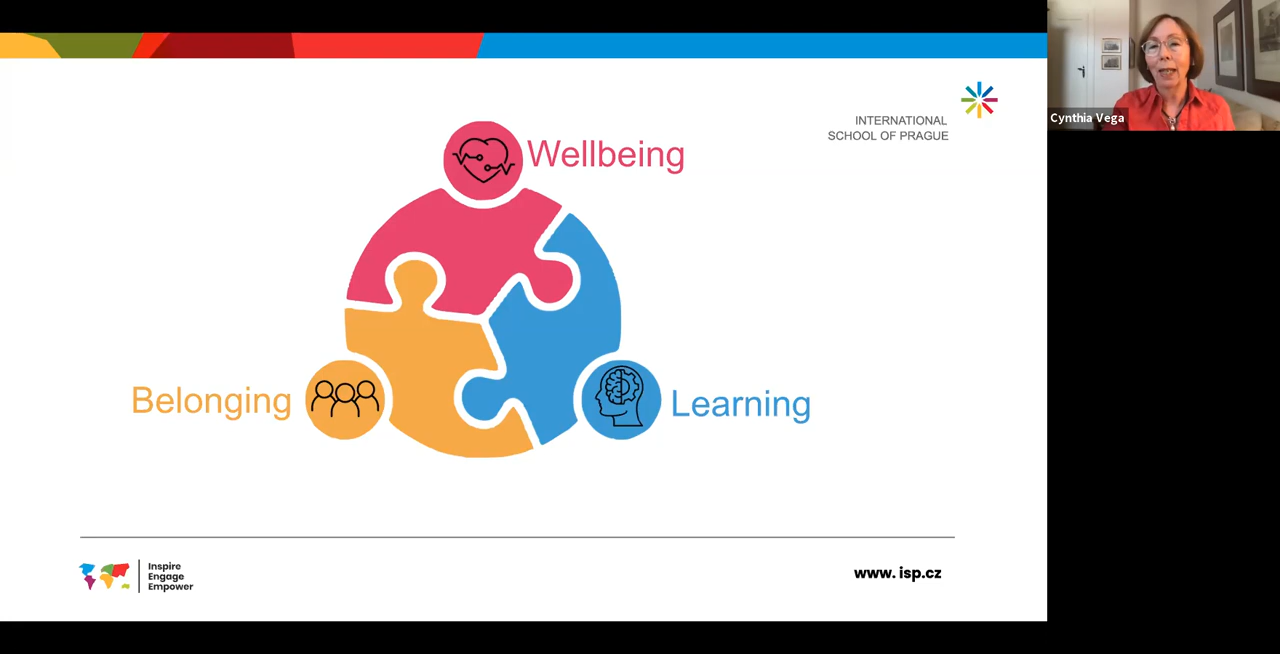 INTERNATIONAL
SCHOOL OF PRAGUE
Cynthia Vega
Wellbeing
Belonging
Learning
Inspire
Engage
Empower
www. isp.cz